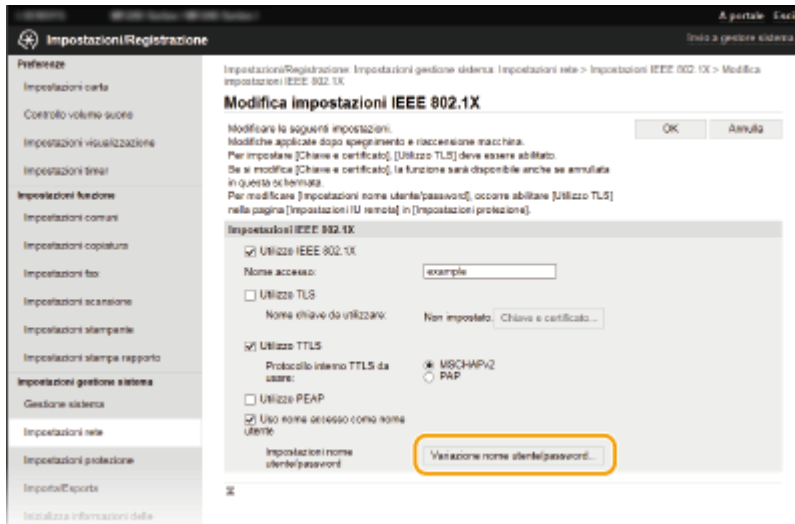 A portale Esci
Impostazioni/Registrazione
Invio a gestore sistema
Preferenze
Impostazioni carta
Controllo volume suono
Impostazioni visualizzazione
Impostazioni timer
Impostazioni funzione
Impostazioni comuni
Impostazioni copiatura
Impostazioni fax
Impostazioni scansione
Impostazioni stampante
Impostazioni stampa rapporto
Impostazioni gestione sistema
Gestione sistema
Impostazioni rete
Impostazioni protezione
Importa/Esporta
Inizializza informazioni delle
Impostazioni/Registrazione: Impostazioni gestione sistema: Impostazioni rete > Impostazioni IEEE 802.1X > Modifica
impostazioni IEEE 802.1X
Modifica impostazioni IEEE 802.1X
OK Annulla
Modificare le seguenti impostazioni.
Modifiche applicate dopo spegnimento e riaccensione macchina.
Per impostare [Chiave e certificato], [Utilizzo TLS] deve essere abilitato.
Se si modifica [Chiave e certificato], la funzione sarà disponibile anche se annullata
in questa schermata.
Per modificare [Impostazioni nome utente/password], occorre abilitare [Utilizzo TLS]
nella pagina [Impostazioni IU remota] in [Impostazioni protezione].
Impostazioni IEEE 802.1X
Utilizzo IEEE 802.1X
Nome accesso: example
Utilizzo TLS
Nome chiave da utilizzare: Non impostato. Chiave e certificato...
Utilizzo TTLS
Protocollo interno TTLS da
usare:
MSCHAPv2
PAP
Utilizzo PEAP
Uso nome accesso come nome
utente
Impostazioni nome
utente/password
Variazione nome utente/password...